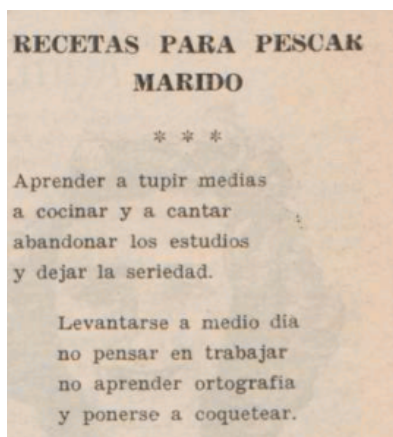 RECETAS PARA PESCAR
MARIDO
* * *
Aprender a tupir medias
a cocinar y a cantar
abandonar los estudios
y dejar la seriedad.
Levantarse a medio día
no pensar en trabajar
no aprender ortografía
y ponerse a coquetear.